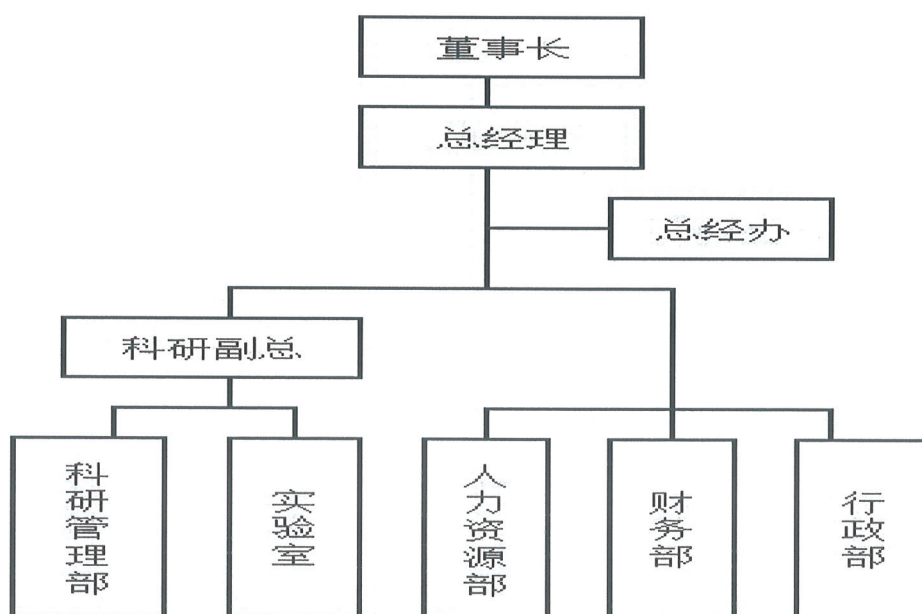 董事长
总经理
总经办
科研副总
科研管理部
实验室
人力资源部
财务部
行政部